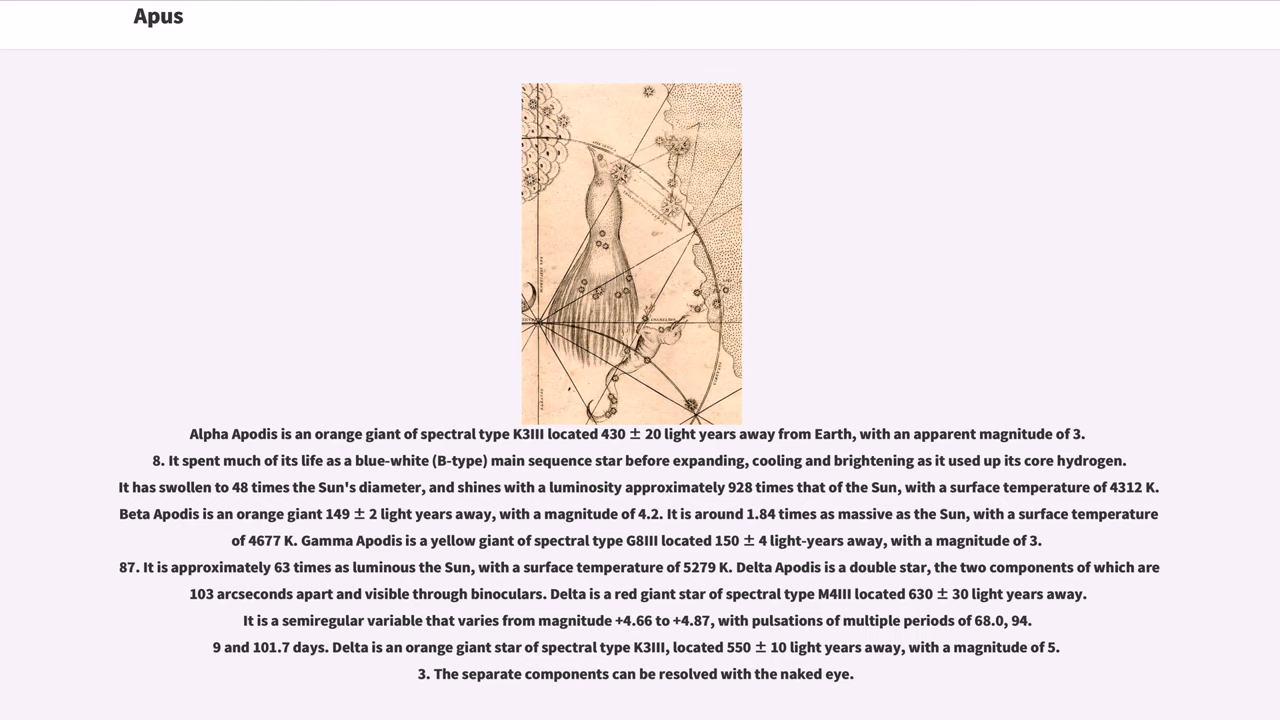 Apus
Alpha Apodis is an orange giant of spectral type K3III located 430 ± 20 light years away from Earth, with an apparent magnitude of 3.
8. It spent much of its life as a blue-white (B-type) main sequence star before expanding, cooling and brightening as it used up its core hydrogen.
It has swollen to 48 times the Sun's diameter, and shines with a luminosity approximately 928 times that of the Sun, with a surface temperature of 4312 K.
Beta Apodis is an orange giant 149 ± 2 light years away, with a magnitude of 4.2. It is around 1.84 times as massive as the Sun, with a surface temperature
of 4677 K. Gamma Apodis is a yellow giant of spectral type G8III located 150 ± 4 light-years away, with a magnitude of 3.
87. It is approximately 63 times as luminous the Sun, with a surface temperature of 5279 K. Delta Apodis is a double star, the two components of which are
103 arcseconds apart and visible through binoculars. Delta is a red giant star of spectral type M4III located 630 ± 30 light years away.
It is a semiregular variable that varies from magnitude +4.66 to +4.87, with pulsations of multiple periods of 68.0, 94.
9 and 101.7 days. Delta is an orange giant star of spectral type K3III, located 550 ± 10 light years away, with a magnitude of 5.
3. The separate components can be resolved with the naked eye.